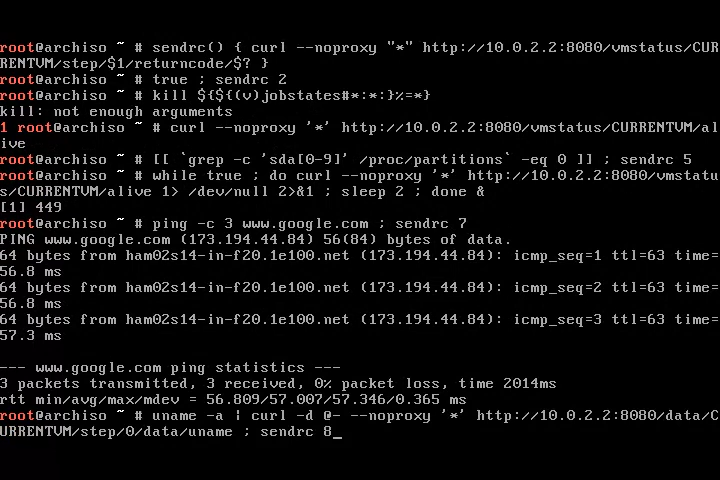 root@archiso ~ # sendrc() { curl --noproxy "*" http://10.0.2.2:8080/vmstatus/CUR
RENTVM/step/$1/returncode/$? }
root@archiso ~ # true ; sendrc 2
root@archiso ~ # kill ${${(v)jobstates#*:*:}%=*}
kill: not enough arguments
1 root@archiso ~ # curl --noproxy '*' http://10.0.2.2:8080/vmstatus/CURRENTVM/al
ive
root@archiso ~ # [[ `grep -c 'sda[0-9]' /proc/partitions` -eq 0 ]] ; sendrc 5
root@archiso ~ # while true ; do curl --noproxy '*' http://10.0.2.2:8080/vmstatu
s/CURRENTVM/alive 1> /dev/null 2>&1 ; sleep 2 ; done &
[1] 449
root@archiso ~ # ping -c 3 www.google.com ; sendrc 7
PING www.google.com (173.194.44.84) 56(84) bytes of data.
64 bytes from ham02s14-in-f20.1e100.net (173.194.44.84): icmp_seq=1 ttl=63 time=
56.8 ms
64 bytes from ham02s14-in-f20.1e100.net (173.194.44.84): icmp_seq=2 ttl=63 time=
56.8 ms
64 bytes from ham02s14-in-f20.1e100.net (173.194.44.84): icmp_seq=3 ttl=63 time=
57.3 ms
--- www.google.com ping statistics ---
3 packets transmitted, 3 received, 0% packet loss, time 2014ms
rtt min/avg/max/mdev = 56.809/57.007/57.346/0.365 ms
root@archiso ~ # uname -a | curl -d @- --noproxy '*' http://10.0.2.2:8080/data/C
URRENTVM/step/0/data/uname ; sendrc 8_